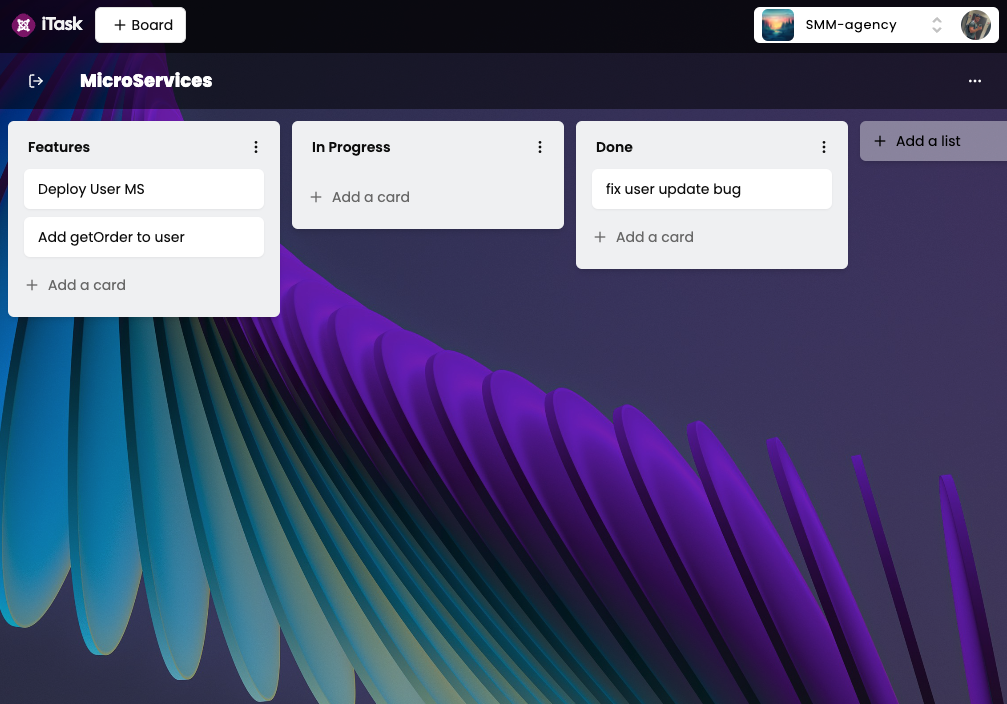 iTask
+ Board
SMM-agency
MicroServices
Features
Deploy User MS
Add getOrder to user
+ Add a card
In Progress
+ Add a card
Done
fix user update bug
+ Add a card
+ Add a list